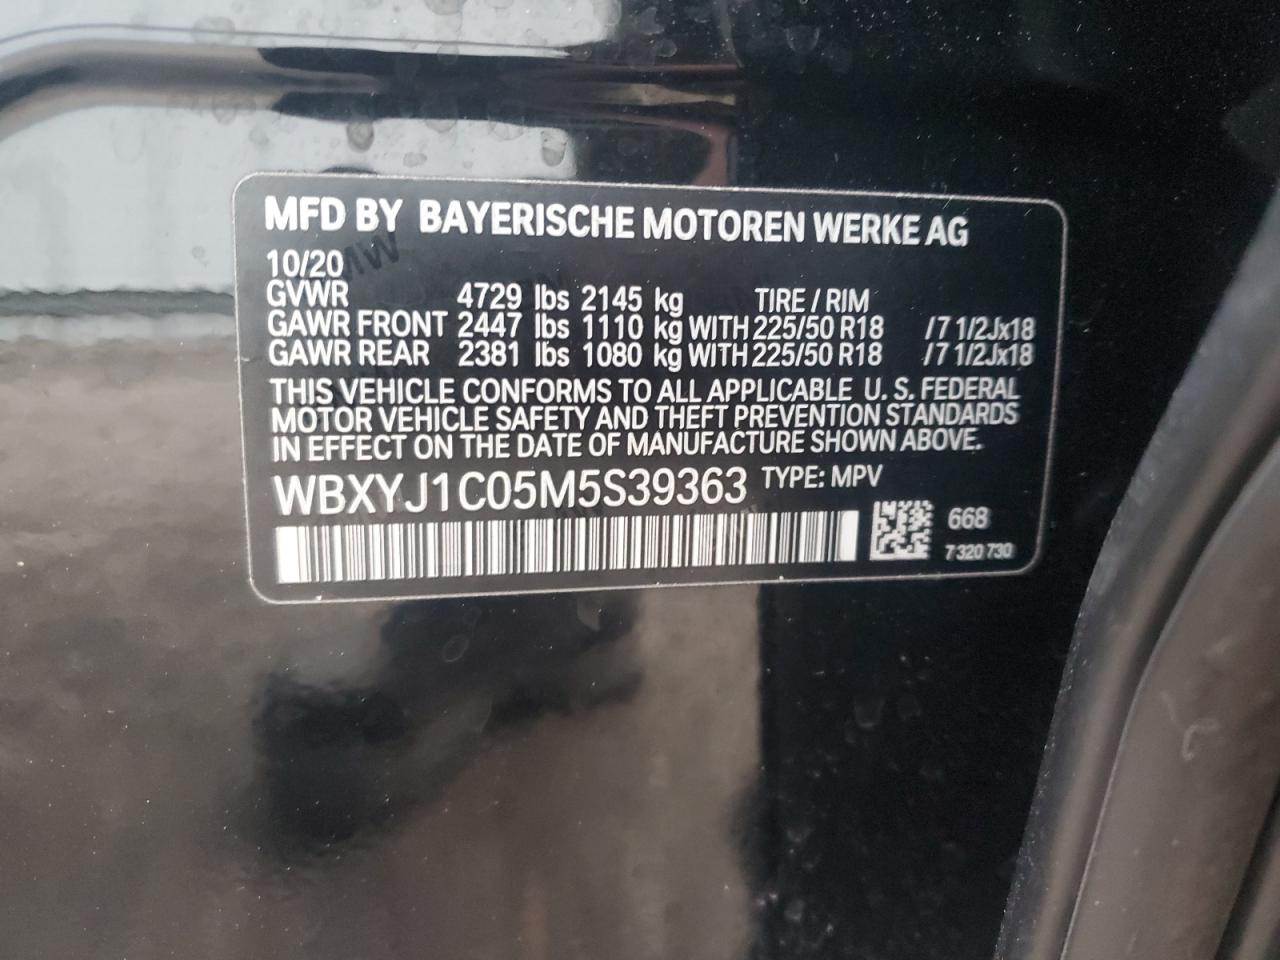 MFD BY BAYERISCHE MOTOREN WERKE AG
10/20
GVWR 4729 lbs 2145 kg TIRE / RIM
GAWR FRONT 2447 lbs 1110 kg WITH 225/50 R18 /7 1/2Jx18
GAWR REAR 2381 lbs 1080 kg WITH 225/50 R18 /7 1/2Jx18
THIS VEHICLE CONFORMS TO ALL APPLICABLE U. S. FEDERAL
MOTOR VEHICLE SAFETY AND THEFT PREVENTION STANDARDS
IN EFFECT ON THE DATE OF MANUFACTURE SHOWN ABOVE.
WBXYJ1C05M5S39363 TYPE: MPV
668
7 320 730